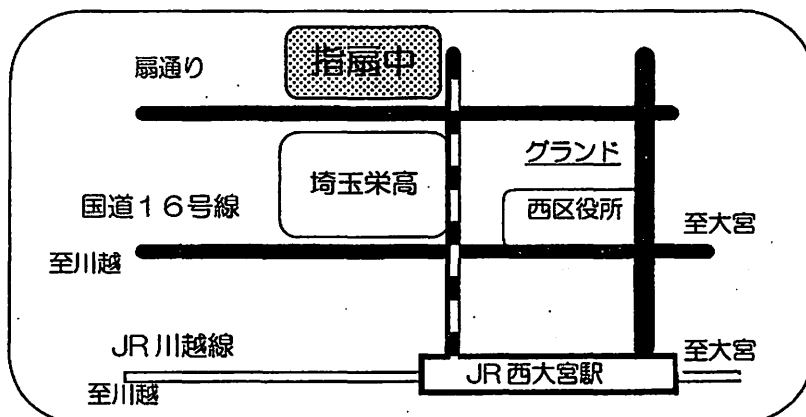 指扇中
扇通り
グランド
埼玉栄高
国道16号線
西区役所
至大宮
至川越
JR川越線
至大宮
JR西大宮駅
至川越